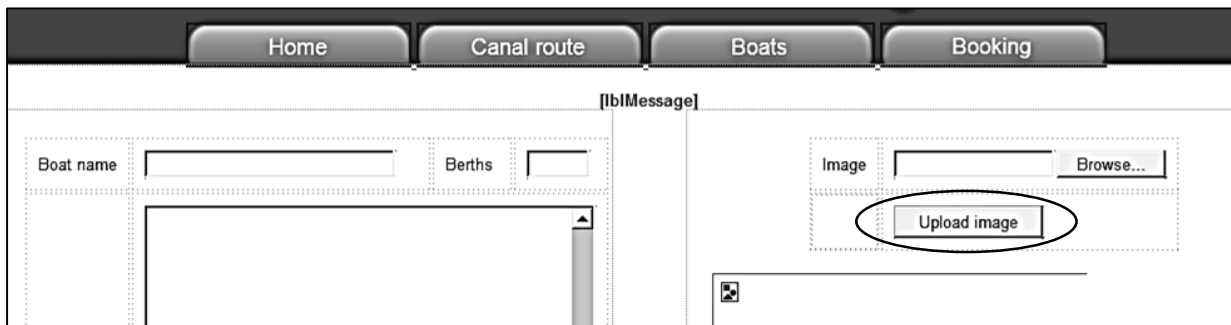 Home Canal route Boats Booking
[lblMessage]
Boat name Berths Image Browse...
Upload image